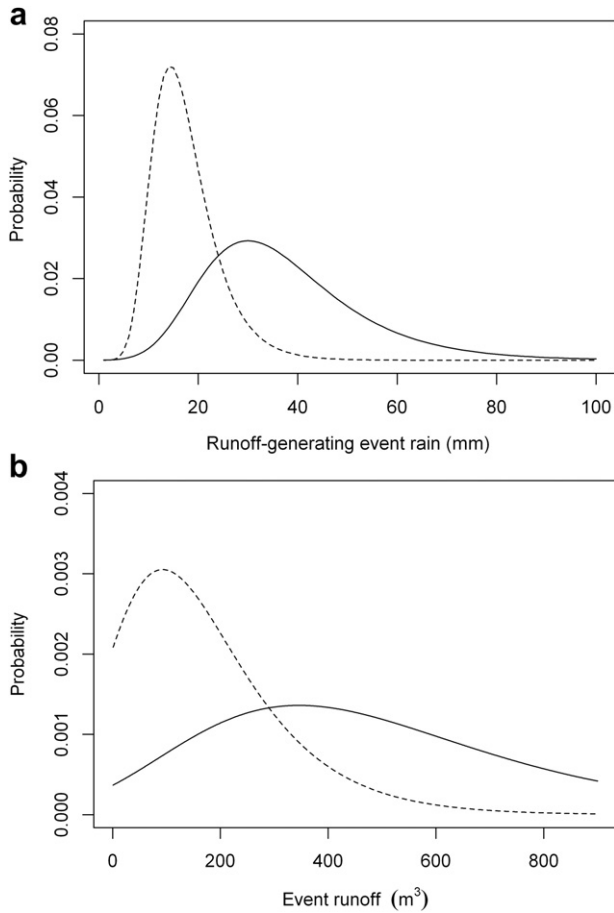 a
0.08
0.06
0.04
0.02
0.00
Probability
0 20 40 60 80 100
Runoff-generating event rain (mm)
b
0.004
0.003
0.002
0.001
0.000
Probability
0 200 400 600 800
Event runoff (m³)